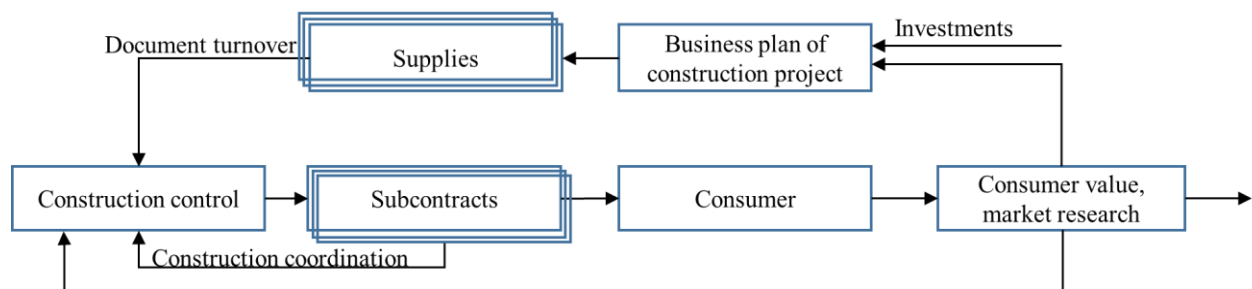 Document turnover
Supplies
Business plan of
construction project
Investments
Construction control
Subcontracts
Consumer
Consumer value,
market research
Construction coordination